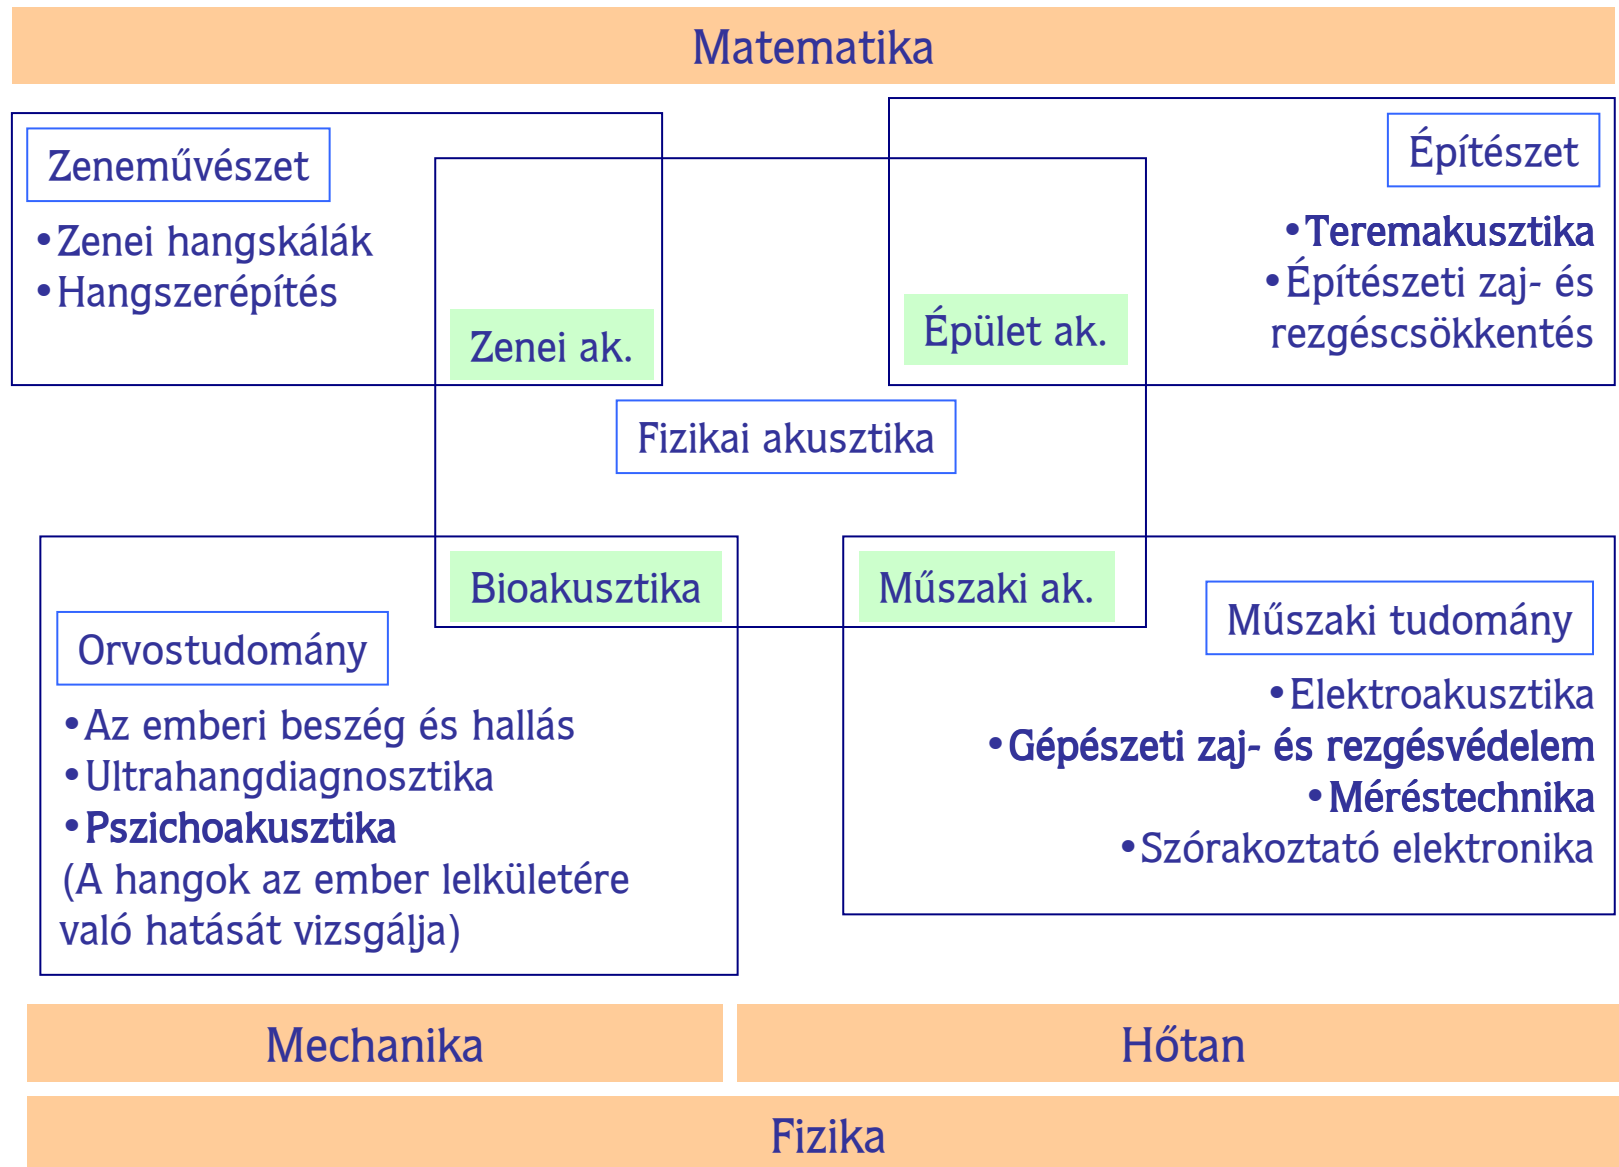 Matematika
Zeneművészet
•Zenei hangskálák
•Hangszerépítés
Zenei ak.
Építészet
•Teremakusztika
•Építészeti zaj- és
rezgéscsökkentés
Épület ak.
Fizikai akusztika
Bioakusztika
Orvostudomány
•Az emberi beszég és hallás
•Ultrahangdiagnosztika
•Pszichoakusztika
(A hangok az ember lelkületére
való hatását vizsgálja)
Műszaki ak.
Műszaki tudomány
•Elektroakusztika
•Gépészeti zaj- és rezgésvédelem
•Méréstechnika
•Szórakoztató elektronika
Mechanika
Hőtan
Fizika